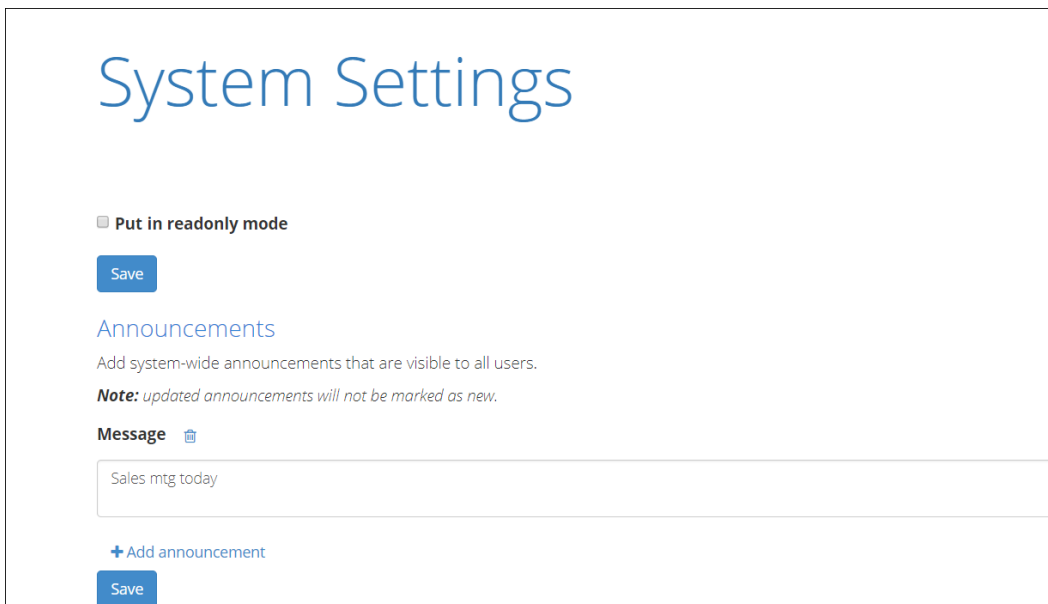 System Settings
Put in readonly mode
Save
Announcements
Add system-wide announcements that are visible to all users.
Note: updated announcements will not be marked as new.
Message
Sales mtg today
Add announcement
Save